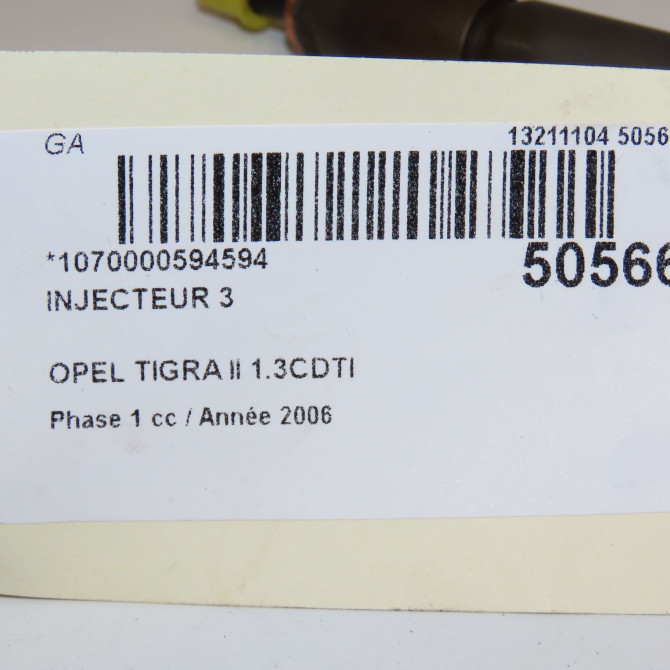 GA
13211104 5056
*1070000594594
50566
INJECTEUR 3
OPEL TIGRA II 1.3CDTI
Phase 1 cc / Année 2006